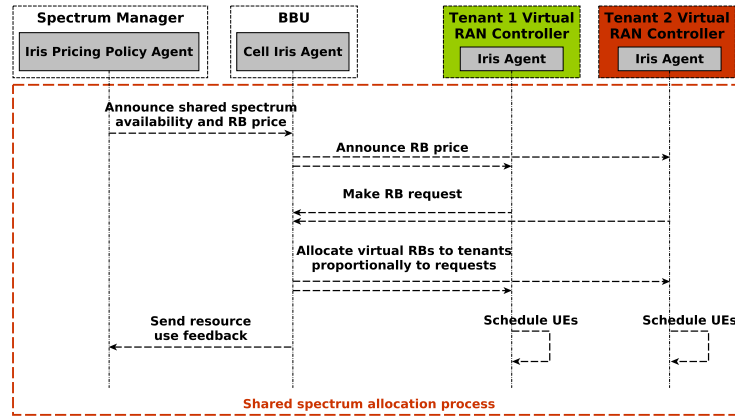 Spectrum Manager
BBU
Tenant 1 Virtual
RAN Controller
Tenant 2 Virtual
RAN Controller
Iris Pricing Policy Agent
Cell Iris Agent
Iris Agent
Iris Agent
Announce shared spectrum
availability and RB price
Announce RB price
Make RB request
Allocate virtual RBs to tenants
proportionally to requests
Send resource
use feedback
Schedule UEs
Schedule UEs
Shared spectrum allocation process